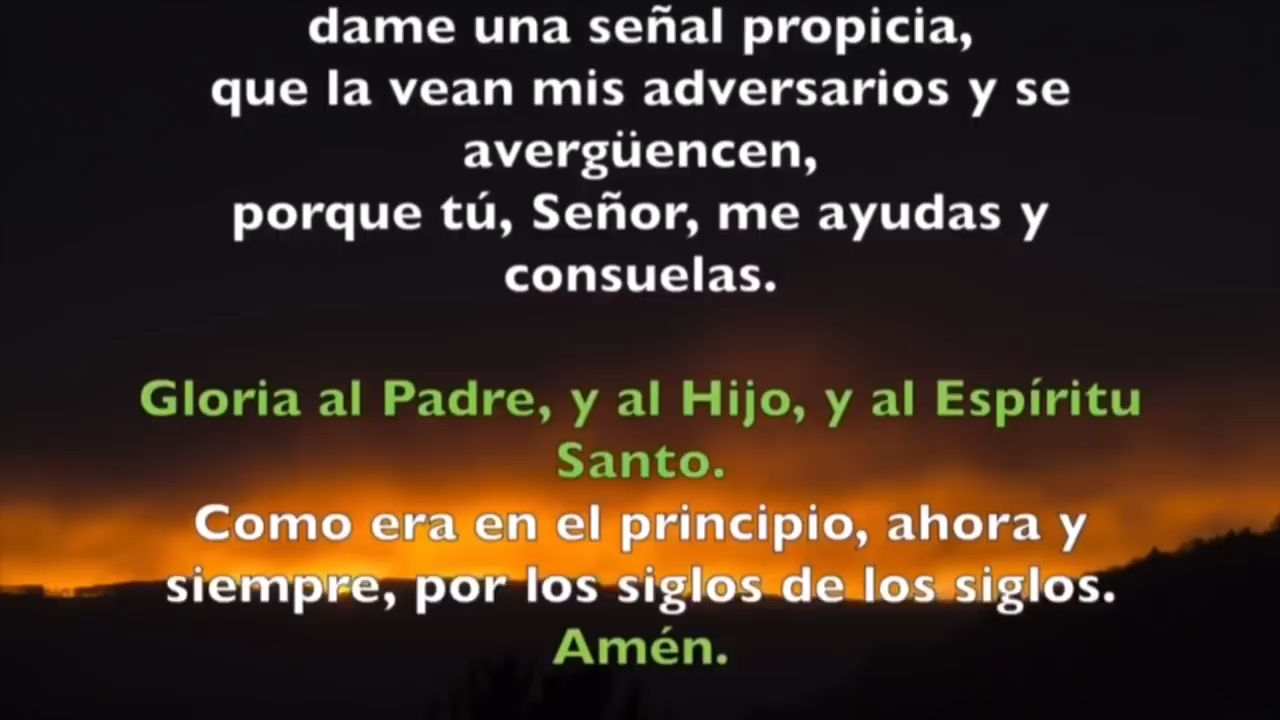 dame una señal propicia,
que la vean mis adversarios y se
avergüencen,
porque tú, Señor, me ayudas y
consuelas.
Gloria al Padre, y al Hijo, y al Espíritu
Santo.
Como era en el principio, ahora y
siempre, por los siglos de los siglos.
Amén.